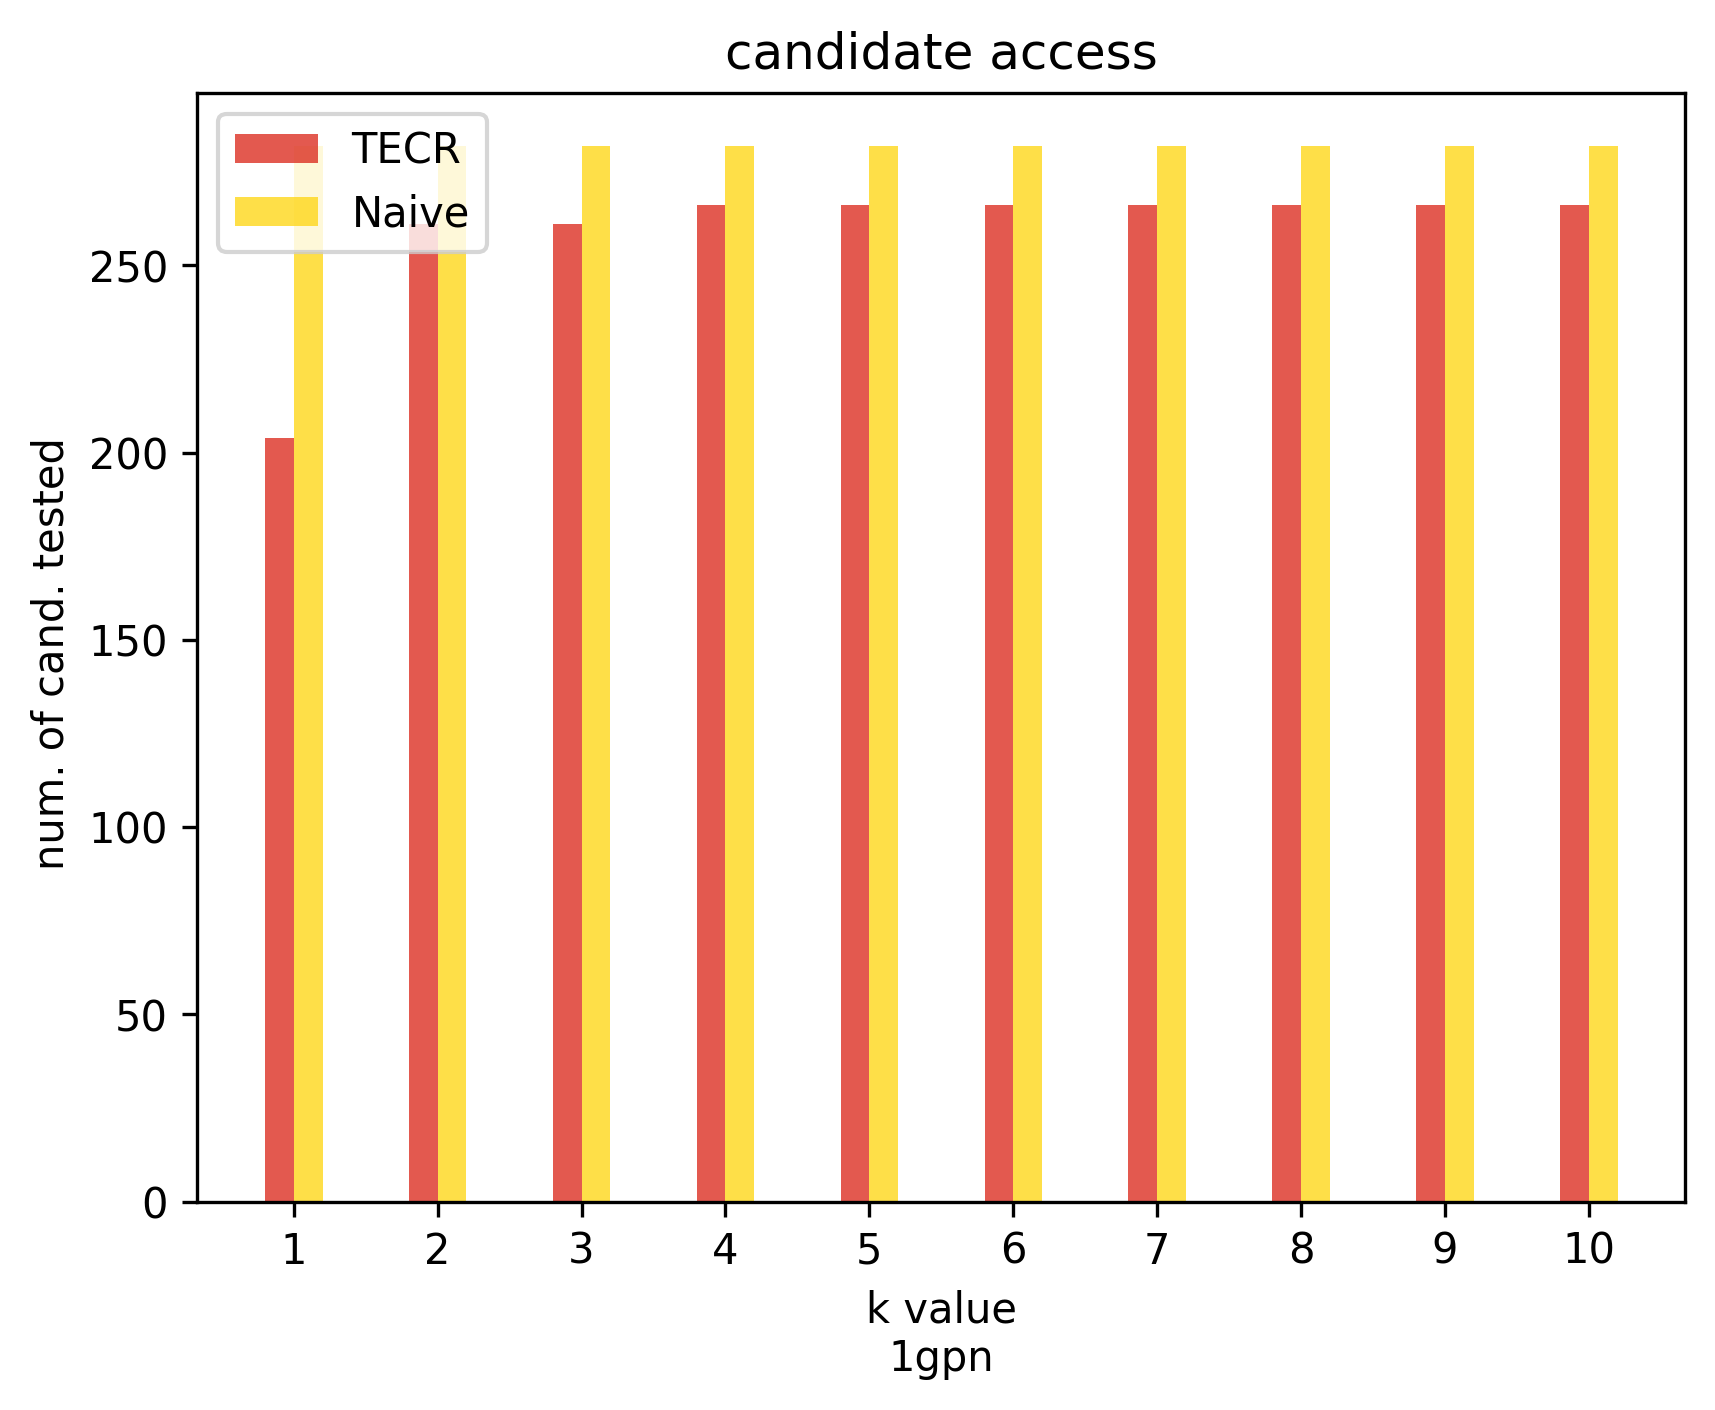 candidate access
TECR
Naive
num. of cand. tested
250
200
150
100
50
0
1 2 3 4 5 6 7 8 9 10
k value
1gpn